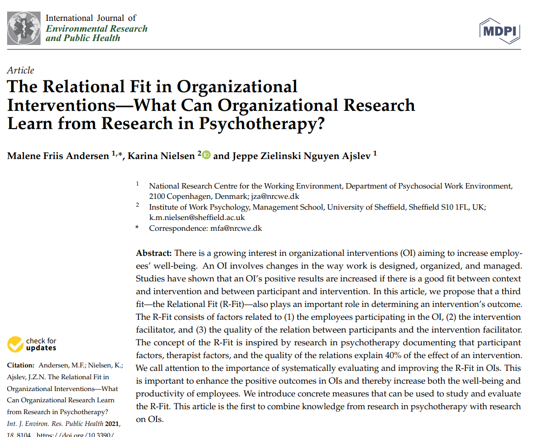 International Journal of
Environmental Research
and Public Health
MDPI
Article
The Relational Fit in Organizational
Interventions—What Can Organizational Research
Learn from Research in Psychotherapy?
Malene Friis Andersen 1,*, Karina Nielsen 2 and Jeppe Zielinski Nguyen Ajslev 1
1 National Research Centre for the Working Environment, Department of Psychosocial Work Environment,
2100 Copenhagen, Denmark; jza@nrcwe.dk
2 Institute of Work Psychology, Management School, University of Sheffield, Sheffield S10 1FL, UK;
k.m.nielsen@sheffield.ac.uk
* Correspondence: mfa@nrcwe.dk
Abstract: There is a growing interest in organizational interventions (OI) aiming to increase employ-
ees’ well-being. An OI involves changes in the way work is designed, organized, and managed.
Studies have shown that an OI’s positive results are increased if there is a good fit between context
and intervention and between participant and intervention. In this article, we propose that a third
fit—the Relational Fit (R-Fit)—also plays an important role in determining an intervention’s outcome.
The R-Fit consists of factors related to (1) the employees participating in the OI, (2) the intervention
facilitator, and (3) the quality of the relation between participants and the intervention facilitator.
The concept of the R-Fit is inspired by research in psychotherapy documenting that participant
factors, therapist factors, and the quality of the relations explain 40% of the effect of an intervention.
We call attention to the importance of systematically evaluating and improving the R-Fit in OIs. This
is important to enhance the positive outcomes in OIs and thereby increase both the well-being and
productivity of employees. We introduce concrete measures that can be used to study and evaluate
the R-Fit. This article is the first to combine knowledge from research in psychotherapy with research
on OIs.
check for
updates
Citation: Andersen, M.F.; Nielsen, K.;
Ajslev, J.Z.N. The Relational Fit in
Organizational Interventions—What
Can Organizational Research Learn
from Research in Psychotherapy?
Int. J. Environ. Res. Public Health 2021,
18, 8104. https://doi.org/10.3390/